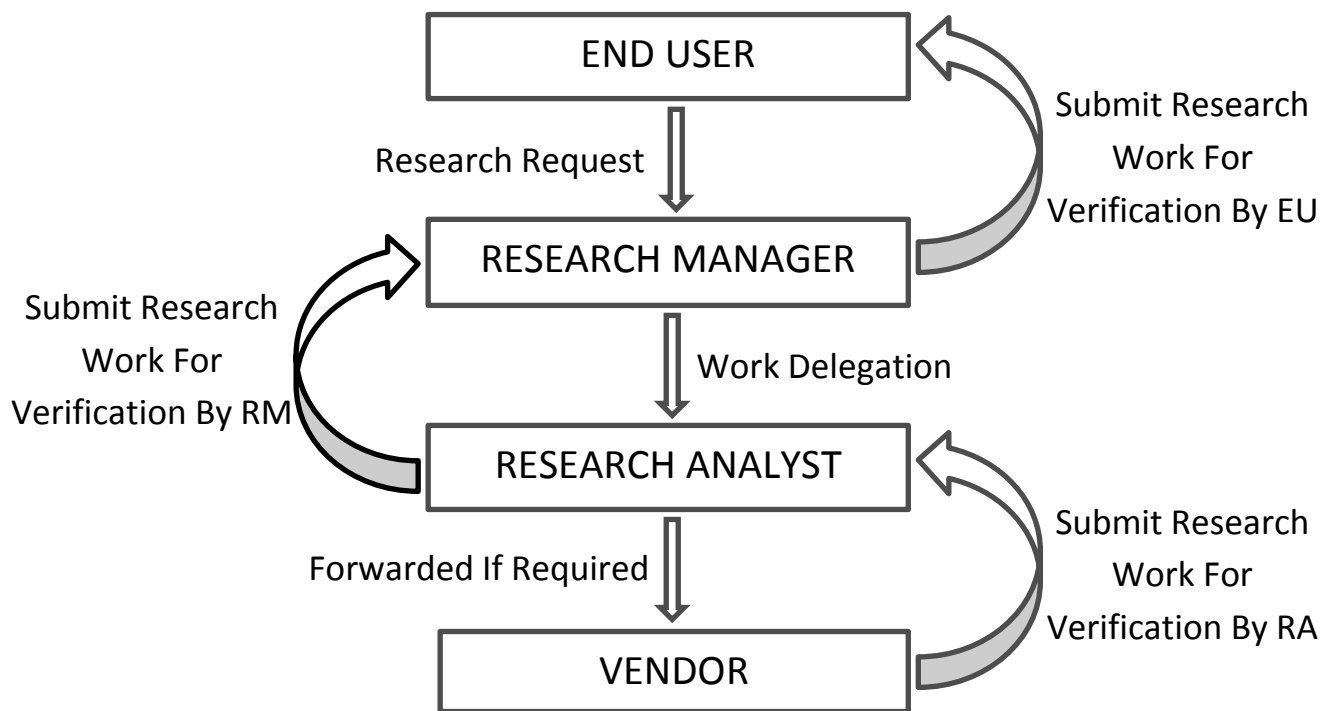 END USER
Submit Research
Work For
Verification By EU
Research Request
RESEARCH MANAGER
Submit Research
Work For
Verification By RM
Work Delegation
RESEARCH ANALYST
Submit Research
Work For
Verification By RA
Forwarded If Required
VENDOR